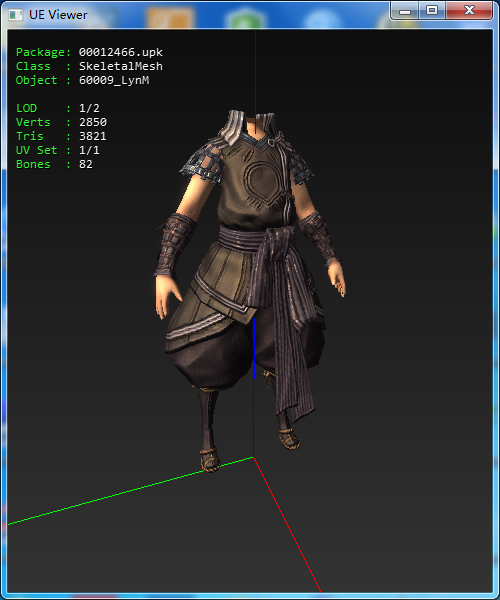 UE Viewer
Package: 00012466.upk
Class : SkeletalMesh
Object : 60009_LynM
LOD : 1/2
Verts : 2850
Tris : 3821
UV Set : 1/1
Bones : 82